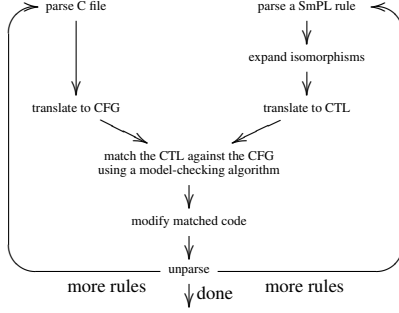 parse C file
parse a SmPL rule
expand isomorphisms
translate to CFG
translate to CTL
match the CTL against the CFG
using a model-checking algorithm
modify matched code
unparse
more rules
done
more rules